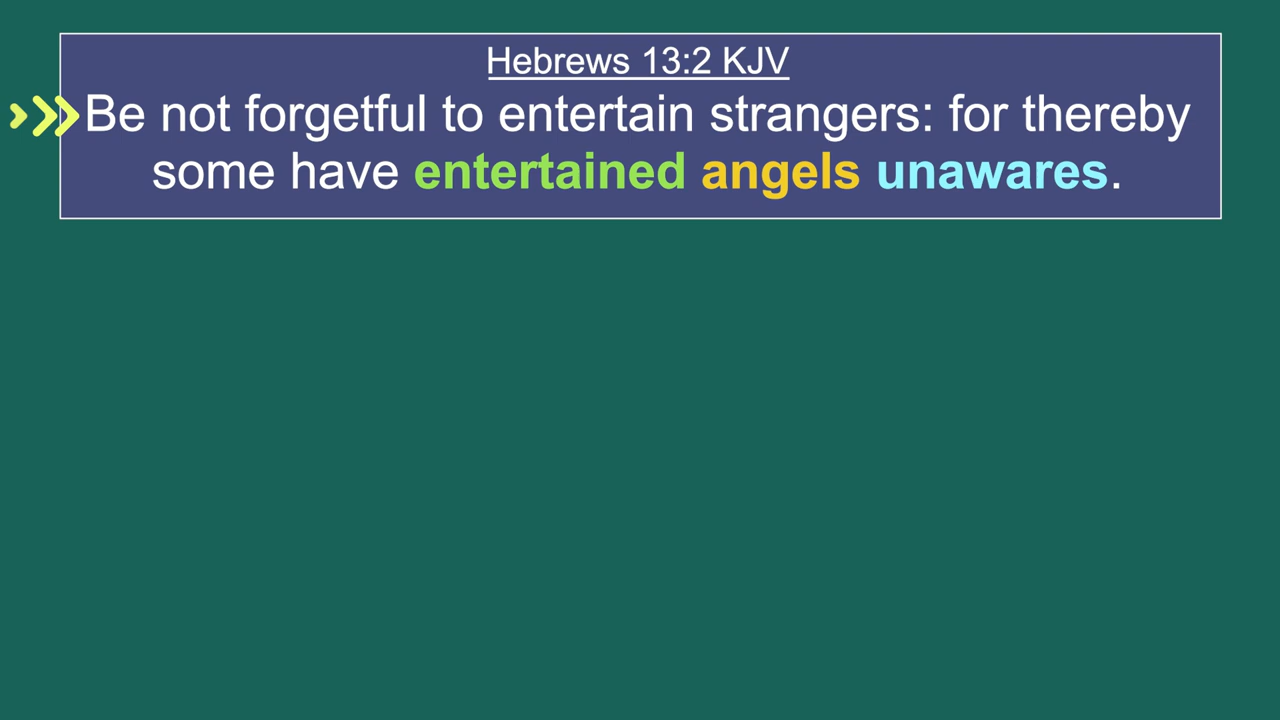 Hebrews 13:2 KJV
Be not forgetful to entertain strangers: for thereby
some have entertained angels unawares.